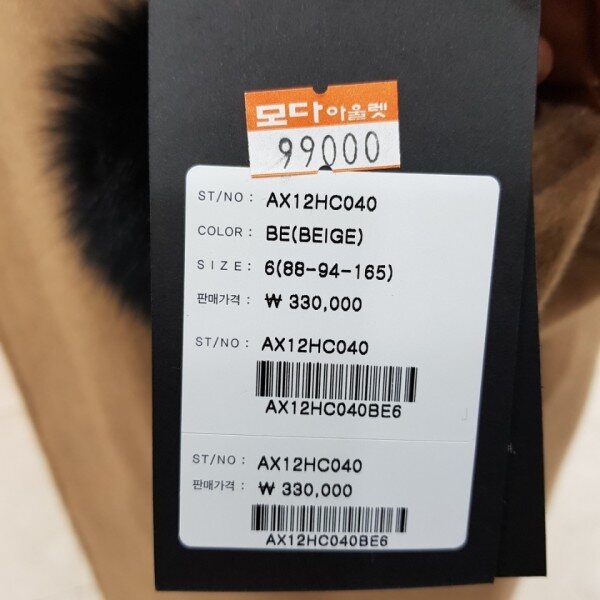 모다아울렛
99000
ST/NO : AX12HC040
COLOR : BE(BEIGE)
SIZE : 6(88-94-165)
판매가격 : ₩ 330,000
ST/NO : AX12HC040
AX12HC040BE6
ST/NO : AX12HC040
판매가격 : ₩ 330,000
AX12HC040BE6